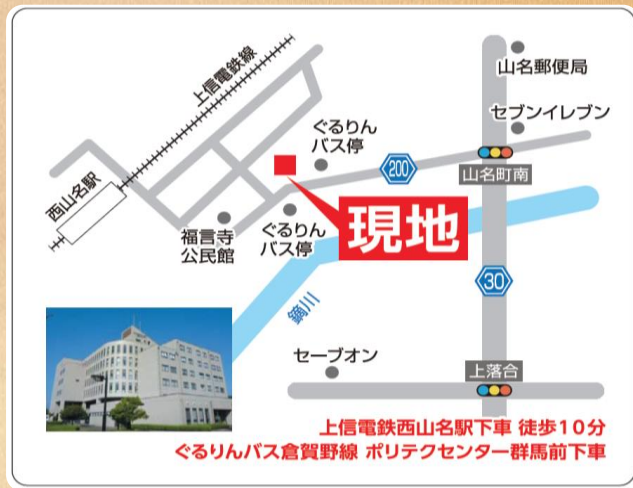 上信電鉄線
山名郵便局
セブンイレブン
ぐるりん
バス停
200
山名町南
西山名駅
現地
福言寺
公民館
ぐるりん
バス停
30
鏑川
セーブオン
上落合
上信電鉄西山名駅下車 徒歩10分
ぐるりんバス倉賀野線 ポリテクセンター群馬前下車